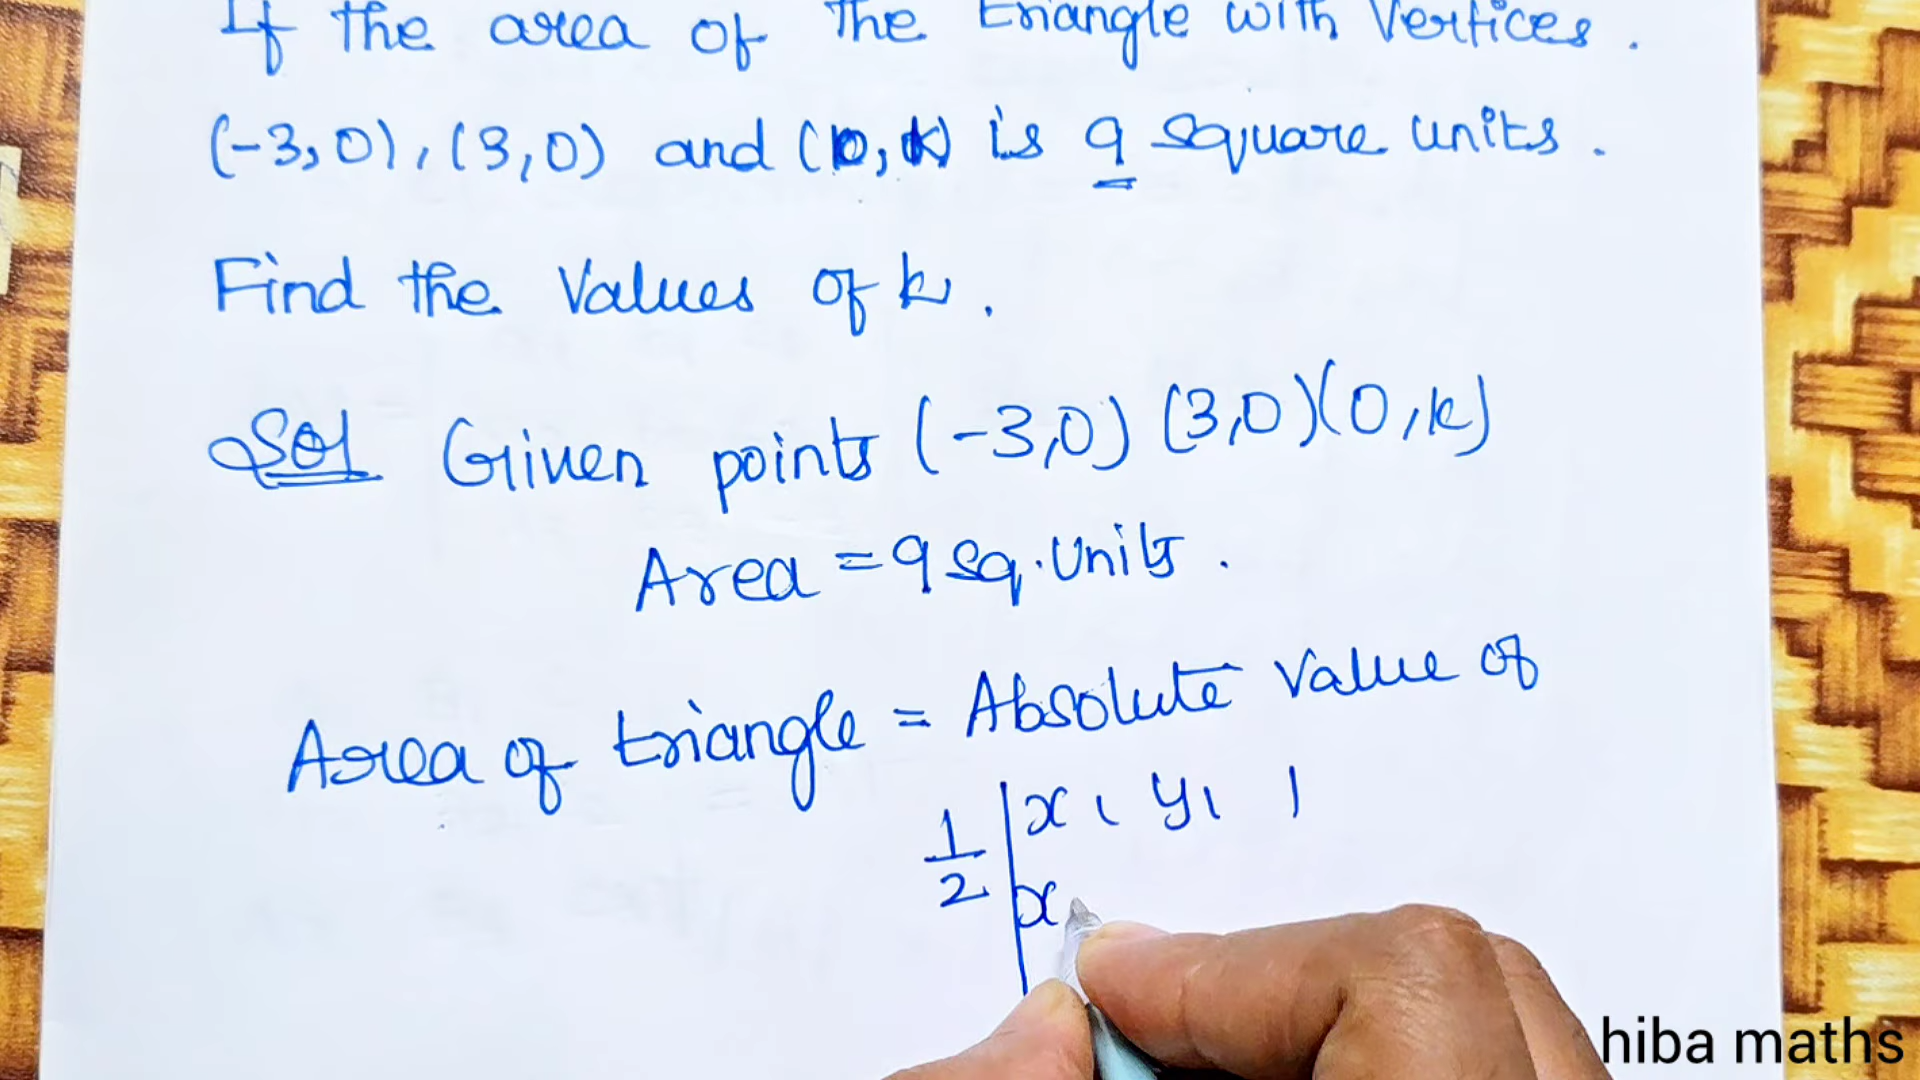 If the area of the triangle with vertices.
(-3,0), (3,0) and (0,k) is 9 square units.
Find the Values of k.
Sol Given points (-3,0) (3,0)(0,k)
Area = 9 sq. units.
Area of triangle = Absolute Value of
1/2 | x₁ y₁ 1
x
hiba maths